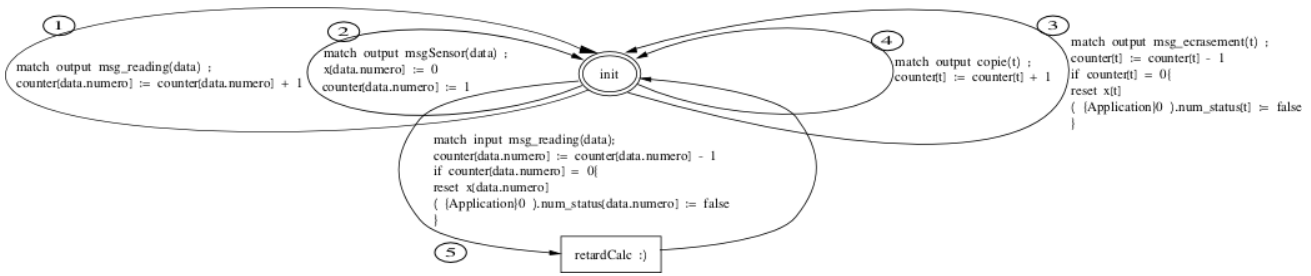 1
match output msg_reading(data) ;
counter[data.numero] := counter[data.numero] + 1
2
match output msgSensor(data) ;
x[data.numero] := 0
counter[data.numero] := 1
init
4
match output copie(t) ;
counter[t] := counter[t] + 1
3
match output msg_ecrasement(t) ;
counter[t] := counter[t] - 1
if counter[t] = 0{
reset x[t]
( {Application}0 ).num_status[t] := false
}
match input msg_reading(data);
counter[data.numero] := counter[data.numero] - 1
if counter[data.numero] = 0{
reset x[data.numero]
( {Application}0 ).num_status[data.numero] := false
}
5
retardCalc :)